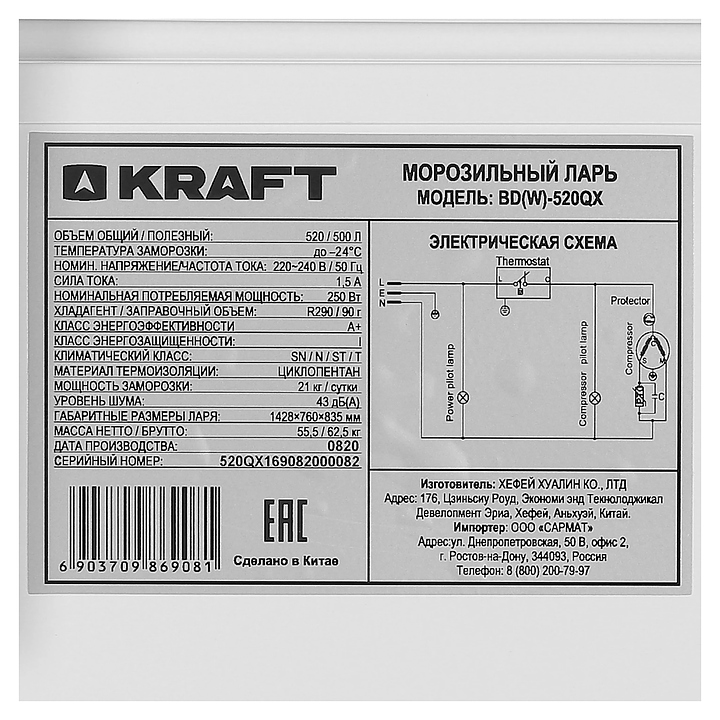 KRAFT
МОРОЗИЛЬНЫЙ ЛАРЬ
МОДЕЛЬ: BD(W)-520QX
ОБЪЕМ ОБЩИЙ / ПОЛЕЗНЫЙ: 520 / 500 Л
ТЕМПЕРАТУРА ЗАМОРОЗКИ: до –24°C
НОМИН. НАПРЯЖЕНИЕ/ЧАСТОТА ТОКА: 220~240 В / 50 Гц
СИЛА ТОКА: 1,5 А
НОМИНАЛЬНАЯ ПОТРЕБЛЯЕМАЯ МОЩНОСТЬ: 250 Вт
ХЛАДАГЕНТ / ЗАПРАВОЧНЫЙ ОБЪЕМ: R290 / 90 г
КЛАСС ЭНЕРГОЭФФЕКТИВНОСТИ A+
КЛАСС ЭНЕРГОЗАЩИЩЕННОСТИ: I
КЛИМАТИЧЕСКИЙ КЛАСС: SN / N / ST / T
МАТЕРИАЛ ТЕРМОИЗОЛЯЦИИ: ЦИКЛОПЕНТАН
МОЩНОСТЬ ЗАМОРОЗКИ: 21 кг / сутки
УРОВЕНЬ ШУМА: 43 дБ(А)
ГАБАРИТНЫЕ РАЗМЕРЫ ЛАРЯ: 1428×760×835 мм
МАССА НЕТТО / БРУТТО: 55,5 / 62,5 кг
ДАТА ПРОИЗВОДСТВА: 0820
СЕРИЙНЫЙ НОМЕР: 520QX169082000082
6 903709 869081
EAC
Сделано в Китае
ЭЛЕКТРИЧЕСКАЯ СХЕМА
Thermostat
L
E
N
L C
Power pilot lamp
Compressor pilot lamp
Protector
Compressor
C
S M
PTC
C
Изготовитель: ХЕФЕЙ ХУАЛИН КО., ЛТД
Адрес: 176, Цзиньсиу Роуд, Экономи энд Текнолоджикал
Девелопмент Эриа, Хефей, Аньхуэй, Китай.
Импортер: ООО «САРМАТ»
Адрес:ул. Днепропетровская, 50 В, офис 2,
г. Ростов-на-Дону, 344093, Россия
Телефон: 8 (800) 200-79-97